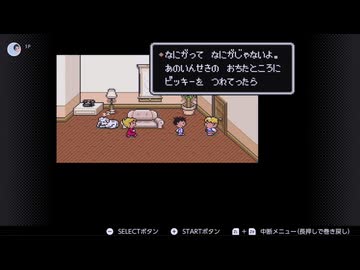 1P
◆なにがって なにがじゃないよ。
あのいんせきの おちたところに
ピッキーを つれてったら
SELECTボタン
STARTボタン
ZL + ZR 中断メニュー(長押しで巻き戻し)